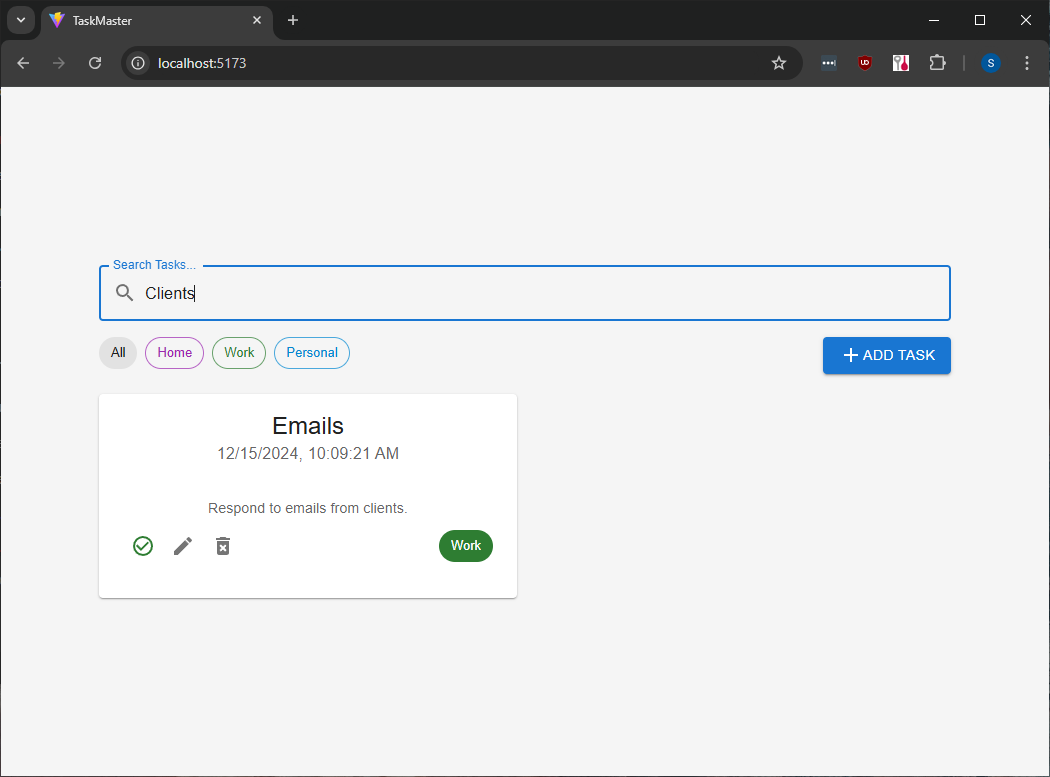 TaskMaster
localhost:5173
UD
S
Search Tasks...
Clients
All Home Work Personal
ADD TASK
Emails
12/15/2024, 10:09:21 AM
Respond to emails from clients.
Work